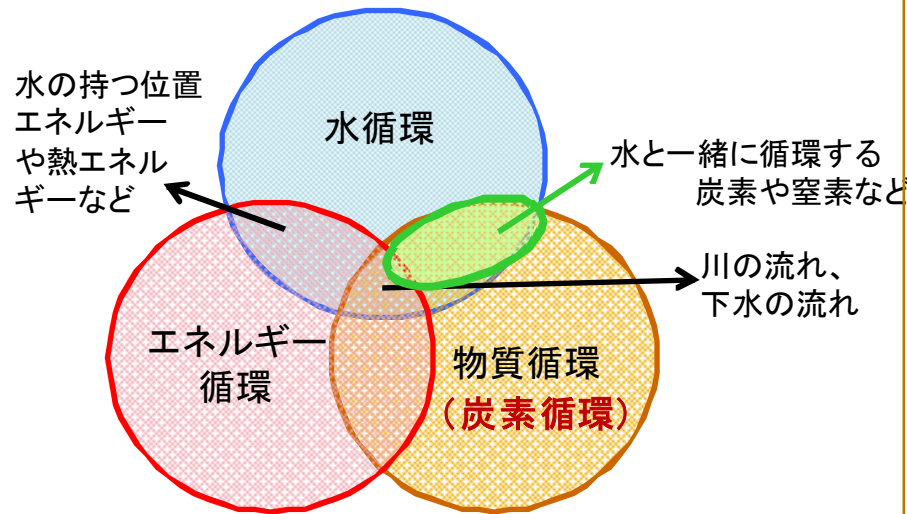 水循環
水の持つ位置
エネルギー
や熱エネル
ギーなど
水と一緒に循環する
炭素や窒素など
川の流れ、
下水の流れ
エネルギー
循環
物質循環
（炭素循環）